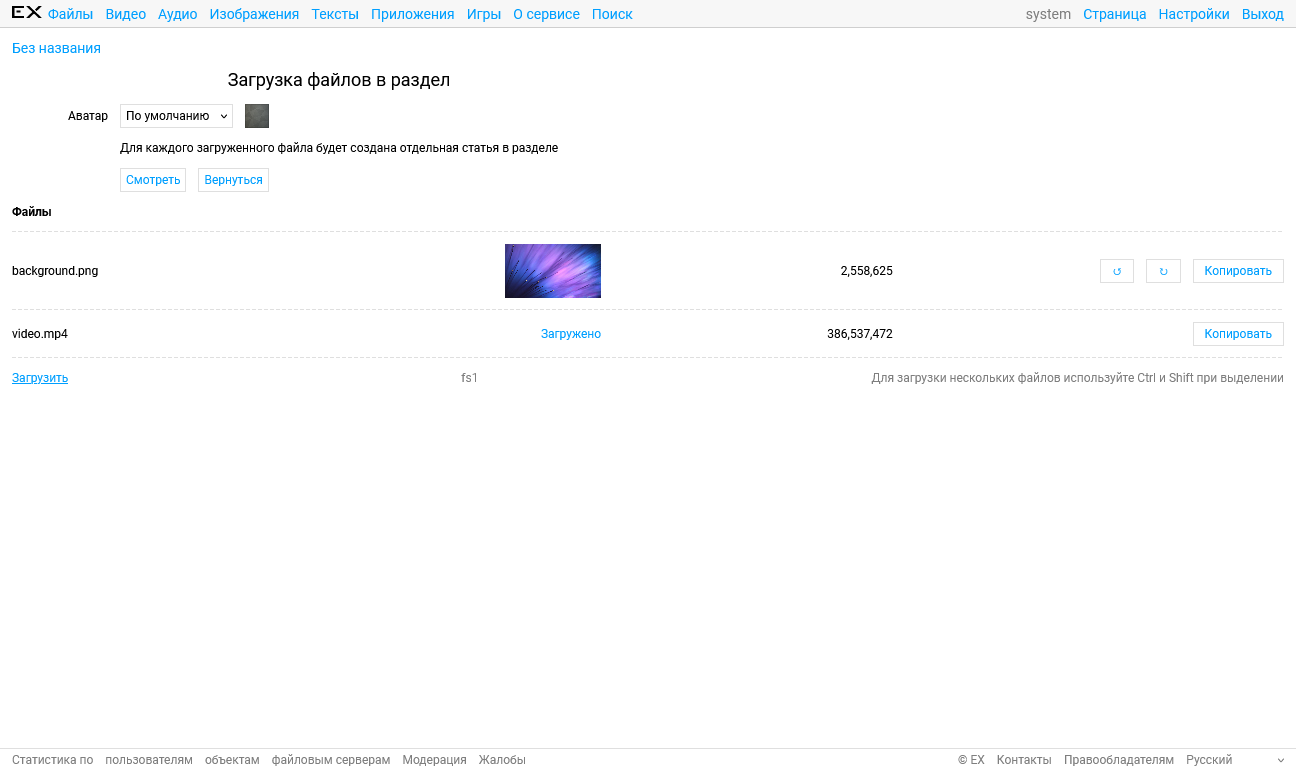 EX Файлы Видео Аудио Изображения Тексты Приложения Игры О сервисе Поиск system Страница Настройки Выход
Без названия
Загрузка файлов в раздел
Аватар По умолчанию
Для каждого загруженного файла будет создана отдельная статья в разделе
Смотреть Вернуться
Файлы
background.png 2,558,625 ↺ ↻ Копировать
video.mp4 Загружено 386,537,472 Копировать
Загрузить fs1 Для загрузки нескольких файлов используйте Ctrl и Shift при выделении
Статистика по пользователям объектам файловым серверам Модерация Жалобы © EX Контакты Правообладателям Русский